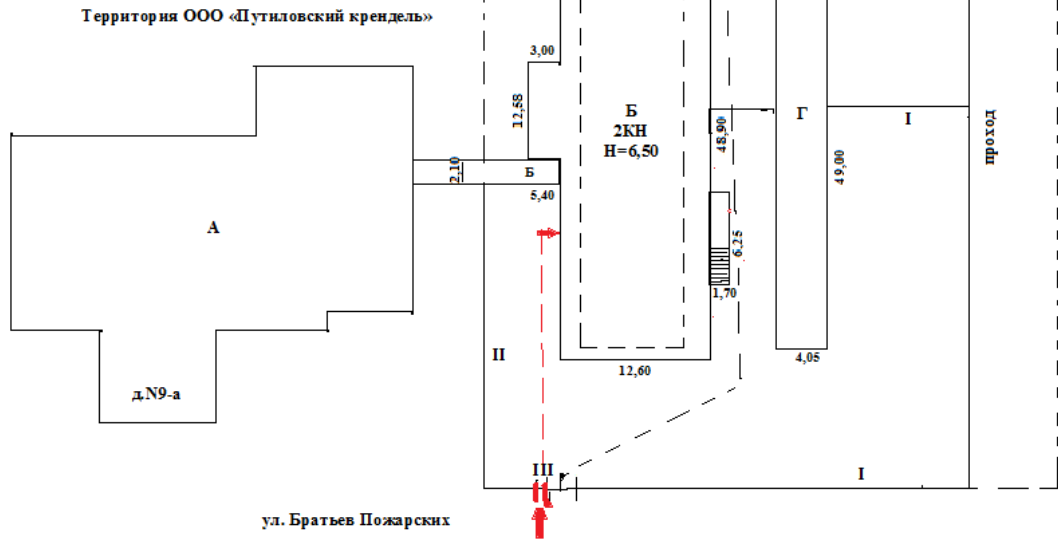 Территория ООО «Путиловский крендель»
3,00
12,58
Б
2КН
Н=6,50
48,90
Г
I
проход
49,00
2,10
Б
5,40
А
6,25
1,70
II
12,60
4,05
д.N9-а
III
I
ул. Братьев Пожарских